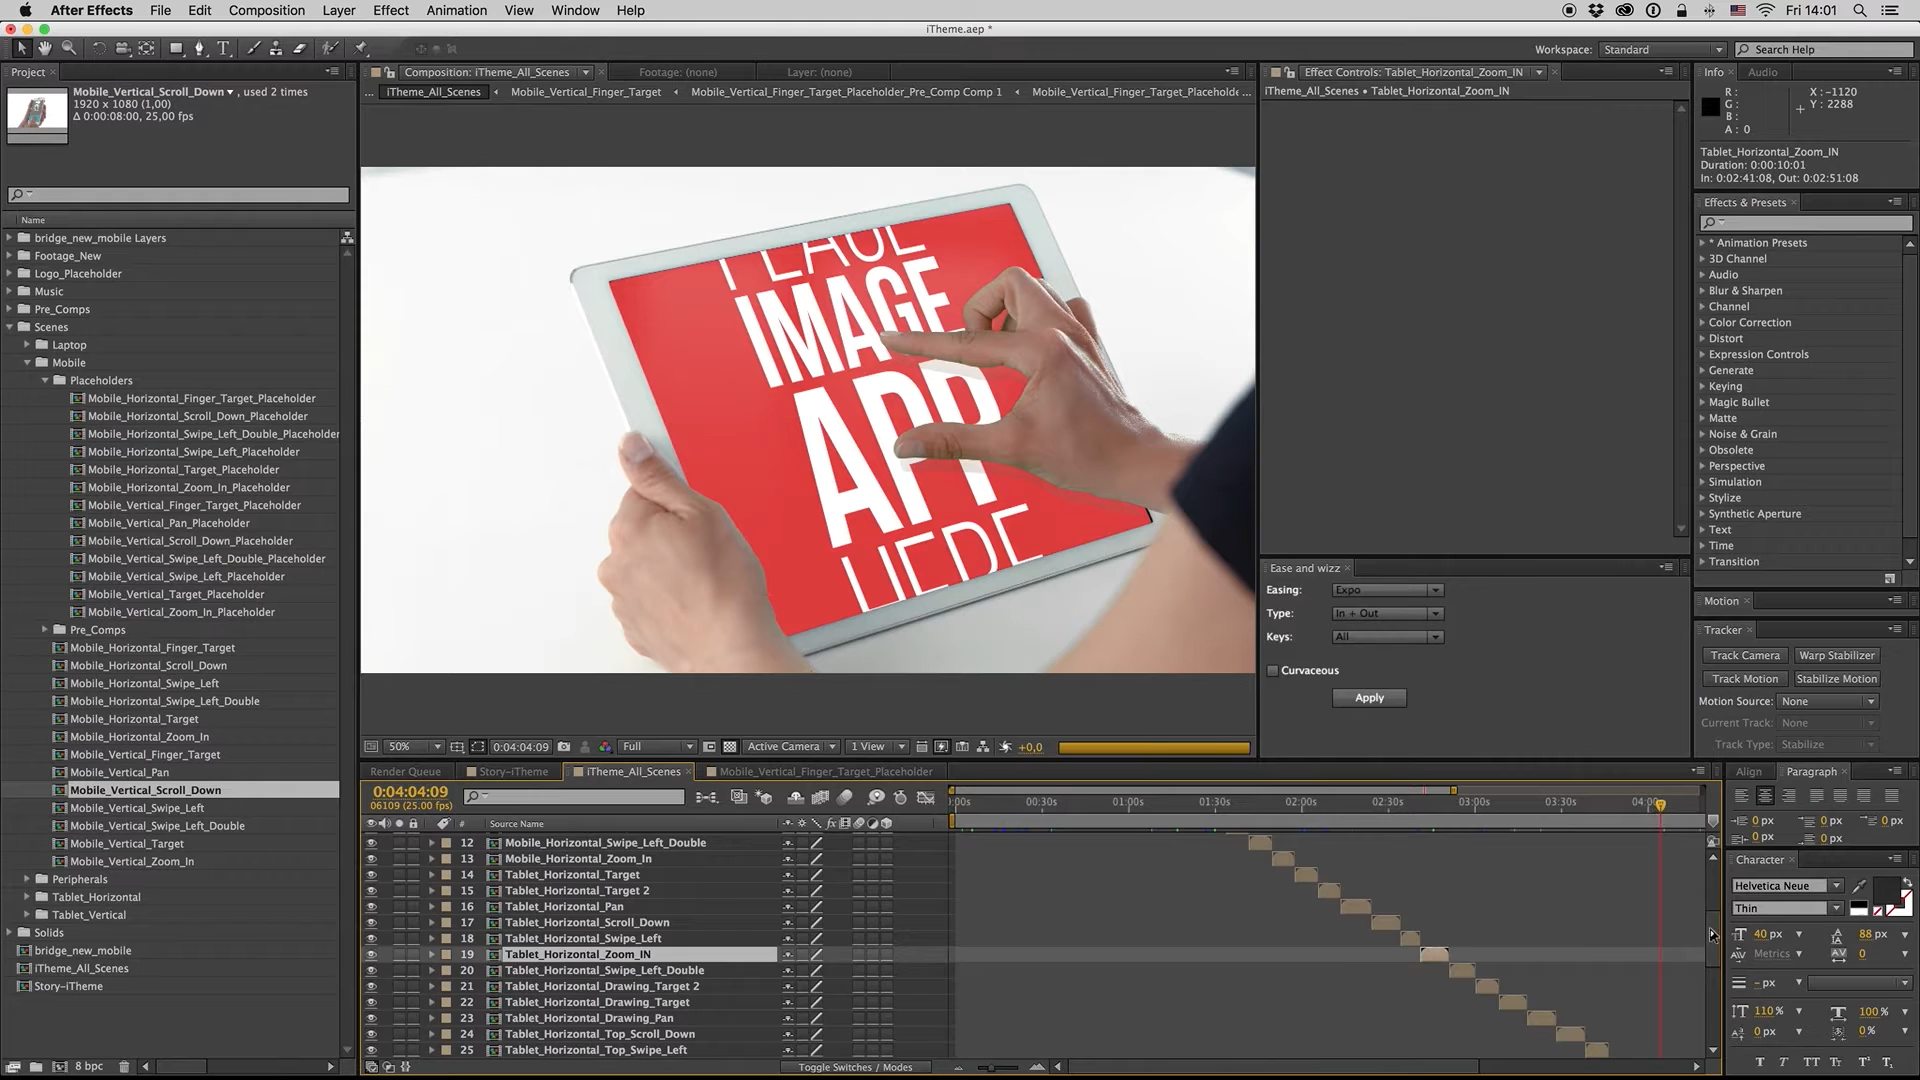 After Effects File Edit Composition Layer Effect Animation View Window Help Fri 14:01
iTheme.aep *
Workspace: Standard Search Help
Project
Mobile_Vertical_Scroll_Down , used 2 times
1920 x 1080 (1,00)
Δ 0:00:08:00, 25,00 fps
Name
bridge_new_mobile Layers
Footage_New
Logo_Placeholder
Music
Pre_Comps
Scenes
Laptop
Mobile
Placeholders
Mobile_Horizontal_Finger_Target_Placeholder
Mobile_Horizontal_Scroll_Down_Placeholder
Mobile_Horizontal_Swipe_Left_Double_Placeholder
Mobile_Horizontal_Swipe_Left_Placeholder
Mobile_Horizontal_Target_Placeholder
Mobile_Horizontal_Zoom_In_Placeholder
Mobile_Vertical_Finger_Target_Placeholder
Mobile_Vertical_Pan_Placeholder
Mobile_Vertical_Scroll_Down_Placeholder
Mobile_Vertical_Swipe_Left_Double_Placeholder
Mobile_Vertical_Swipe_Left_Placeholder
Mobile_Vertical_Target_Placeholder
Mobile_Vertical_Zoom_In_Placeholder
Pre_Comps
Mobile_Horizontal_Finger_Target
Mobile_Horizontal_Scroll_Down
Mobile_Horizontal_Swipe_Left
Mobile_Horizontal_Swipe_Left_Double
Mobile_Horizontal_Target
Mobile_Horizontal_Zoom_In
Mobile_Vertical_Finger_Target
Mobile_Vertical_Pan
Mobile_Vertical_Scroll_Down
Mobile_Vertical_Swipe_Left
Mobile_Vertical_Swipe_Left_Double
Mobile_Vertical_Target
Mobile_Vertical_Zoom_In
Peripherals
Tablet_Horizontal
Tablet_Vertical
Solids
bridge_new_mobile
iTheme_All_Scenes
Story-iTheme
8 bpc
Composition: iTheme_All_Scenes Footage: (none) Layer: (none)
... iTheme_All_Scenes Mobile_Vertical_Finger_Target Mobile_Vertical_Finger_Target_Placeholder_Pre_Comp Comp 1 Mobile_Vertical_Finger_Target_Placeholde...
PLACE
IMAGE
APP
HERE
50% 0:04:04:09 Full Active Camera 1 View +0,0
Effect Controls: Tablet_Horizontal_Zoom_IN
iTheme_All_Scenes • Tablet_Horizontal_Zoom_IN
Ease and wizz
Easing: Expo
Type: In + Out
Keys: All
Curvaceous
Apply
Info Audio
R: X: -1120
G: Y: 2288
B:
A: 0
Tablet_Horizontal_Zoom_IN
Duration: 0:00:10:01
In: 0:02:41:08, Out: 0:02:51:08
Effects & Presets
* Animation Presets
3D Channel
Audio
Blur & Sharpen
Channel
Color Correction
Distort
Expression Controls
Generate
Keying
Magic Bullet
Matte
Noise & Grain
Obsolete
Perspective
Simulation
Stylize
Synthetic Aperture
Text
Time
Transition
Motion
Tracker
Track Camera Warp Stabilizer
Track Motion Stabilize Motion
Motion Source: None
Current Track: None
Track Type: Stabilize
Render Queue Story-iTheme iTheme_All_Scenes Mobile_Vertical_Finger_Target_Placeholder
0:04:04:09
06109 (25.00 fps)
:00s 00:30s 01:00s 01:30s 02:00s 02:30s 03:00s 03:30s 04:00
# Source Name
12 Mobile_Horizontal_Swipe_Left_Double
13 Mobile_Horizontal_Zoom_In
14 Tablet_Horizontal_Target
15 Tablet_Horizontal_Target 2
16 Tablet_Horizontal_Pan
17 Tablet_Horizontal_Scroll_Down
18 Tablet_Horizontal_Swipe_Left
19 Tablet_Horizontal_Zoom_IN
20 Tablet_Horizontal_Swipe_Left_Double
21 Tablet_Horizontal_Drawing_Target 2
22 Tablet_Horizontal_Drawing_Target
23 Tablet_Horizontal_Drawing_Pan
24 Tablet_Horizontal_Top_Scroll_Down
25 Tablet_Horizontal_Top_Swipe_Left
Toggle Switches / Modes
Align Paragraph
0 px 0 px 0 px
0 px 0 px
Character
Helvetica Neue
Thin
40 px 88 px
Metrics 0
- px
110% 100%
0 px 0%